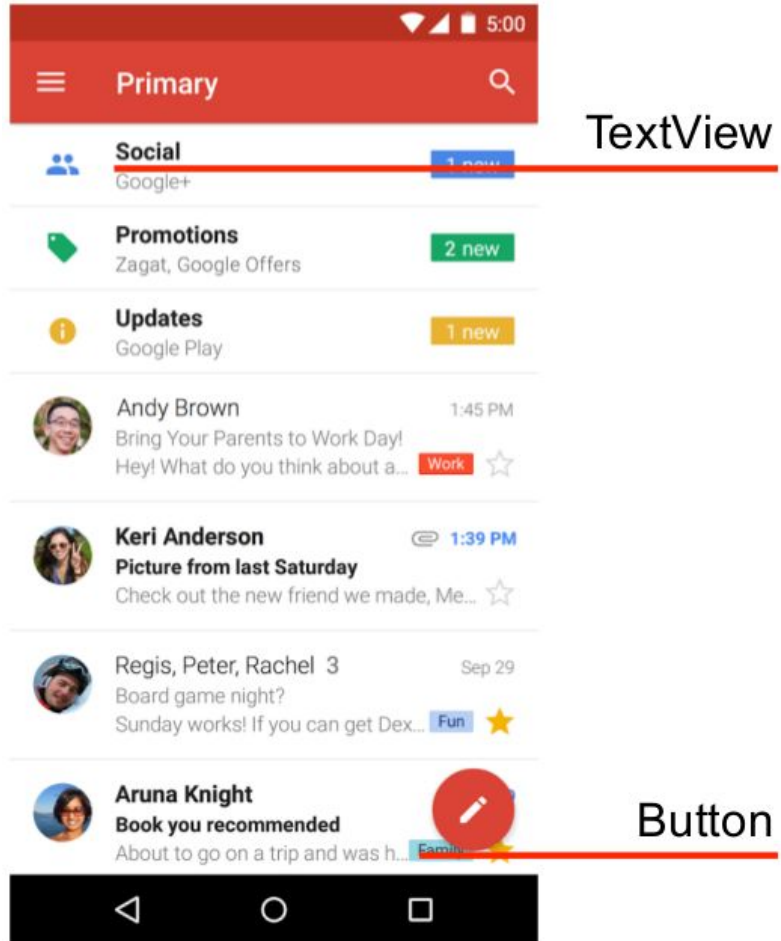 5:00
Primary
TextView
Social
1 new
Google+
Promotions
2 new
Zagat, Google Offers
Updates
1 new
Google Play
Andy Brown 1:45 PM
Bring Your Parents to Work Day!
Hey! What do you think about a... Work
Keri Anderson 1:39 PM
Picture from last Saturday
Check out the new friend we made, Me...
Regis, Peter, Rachel 3 Sep 29
Board game night?
Sunday works! If you can get Dex... Fun
Aruna Knight
Book you recommended
Button
About to go on a trip and was h... Family